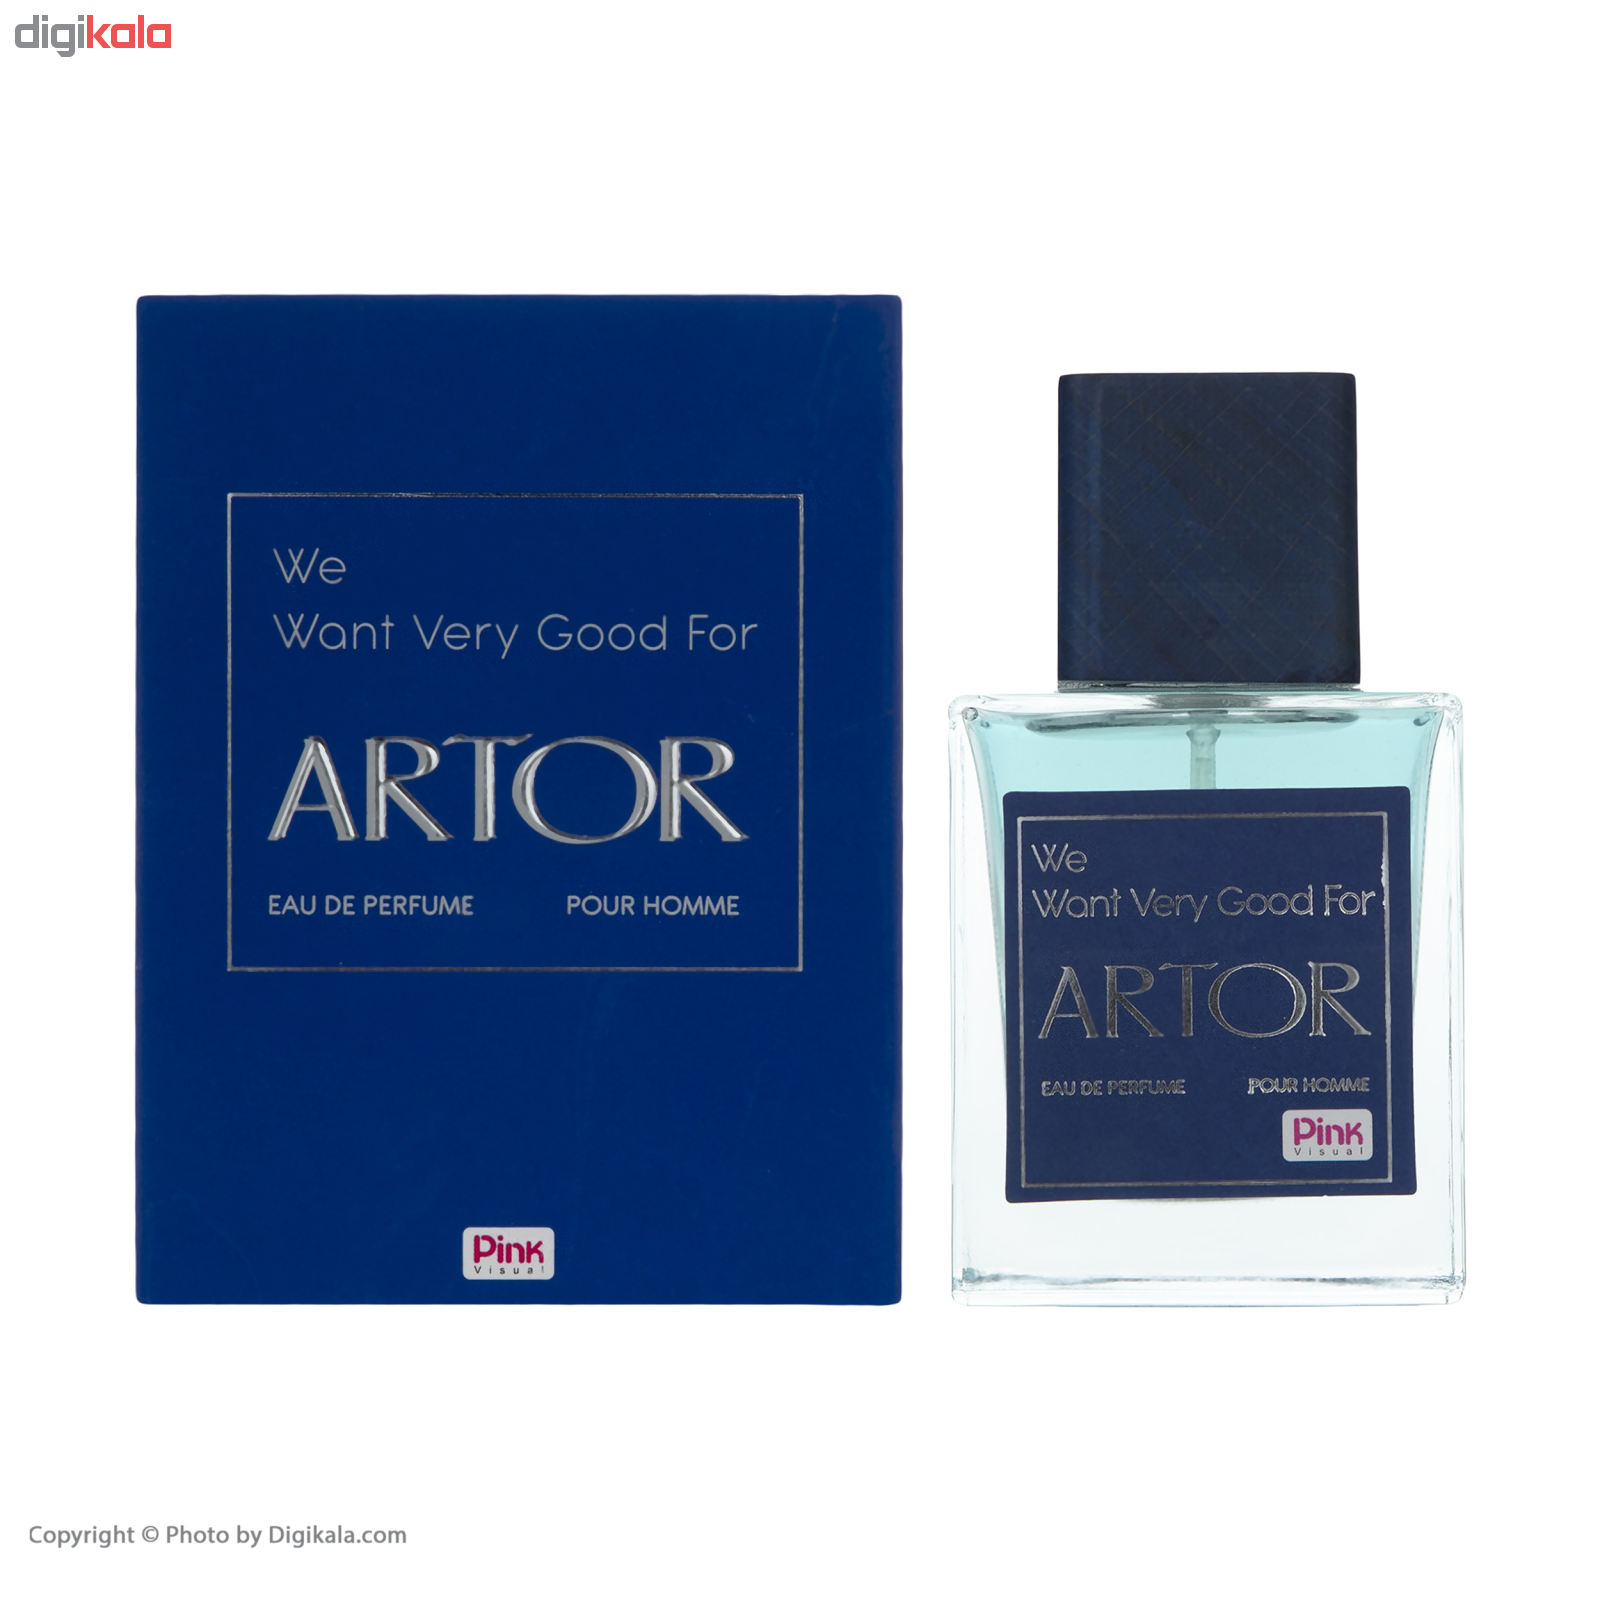 digikala
We
Want Very Good For
ARTOR
EAU DE PERFUME POUR HOMME
Pink
Visual
We
Want Very Good For
ARTOR
EAU DE PERFUME POUR HOMME
Pink
Visual
Copyright © Photo by Digikala.com